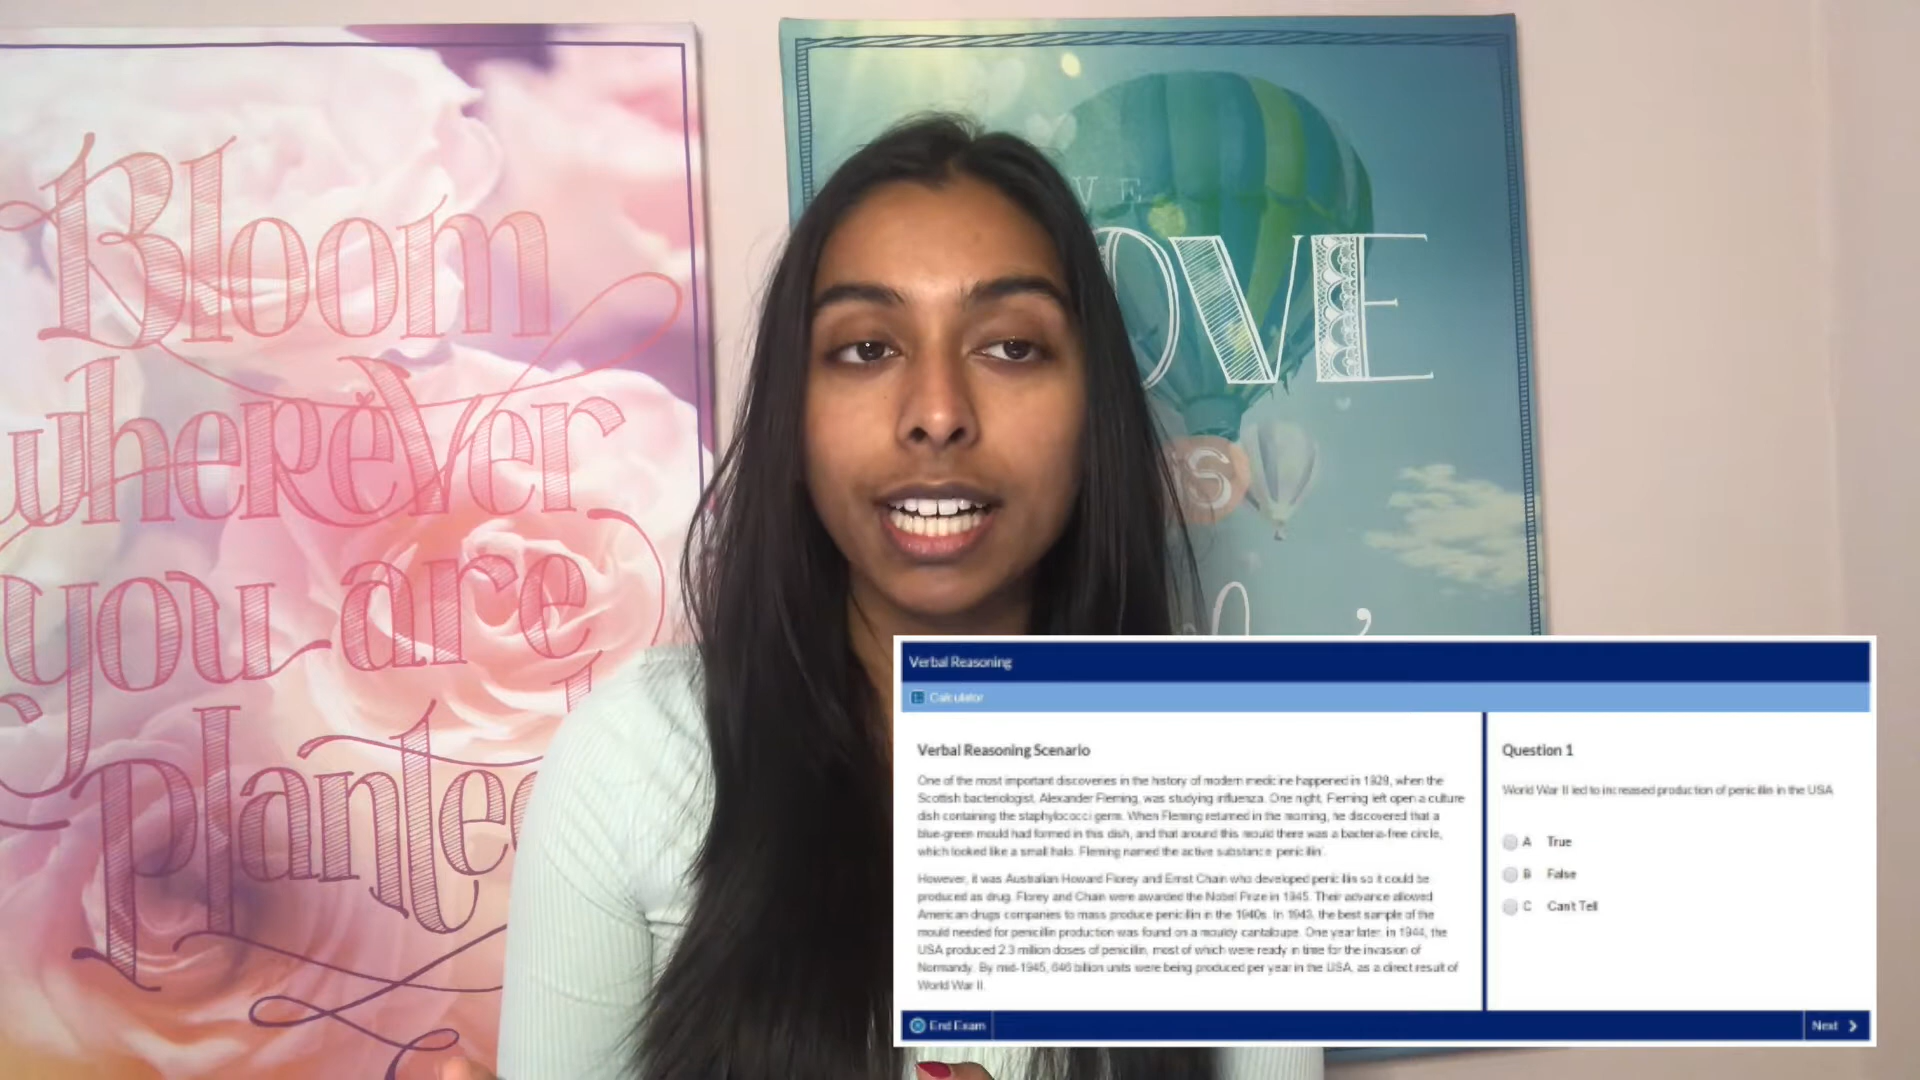 Bloom
wherever
you are
planted
VE
OVE
IS
Verbal Reasoning
Calculator
Verbal Reasoning Scenario
One of the most important discoveries in the history of modern medicine happened in 1928, when the
Scottish bacteriologist, Alexander Fleming, was studying influenza. One night, Fleming left open a culture
dish containing the staphylococci germ. When Fleming returned in the morning, he discovered that a
blue-green mould had formed in this dish, and that around this mould there was a bacteria-free circle,
which looked like a small halo. Fleming named the active substance 'penicillin'.
However, it was Australian Howard Florey and Ernst Chain who developed penicillin so it could be
produced as drug. Florey and Chain were awarded the Nobel Prize in 1945. Their advance allowed
American drugs companies to mass produce penicillin in the 1940s. In 1943, the best sample of the
mould needed for penicillin production was found on a mouldy cantaloupe. One year later, in 1944, the
USA produced 2.3 million doses of penicillin, most of which were ready in time for the invasion of
Normandy. By mid-1945, 646 billion units were being produced per year in the USA, as a direct result of
World War II.
Question 1
World War II led to increased production of penicillin in the USA
A True
B False
C Can't Tell
End Exam
Next